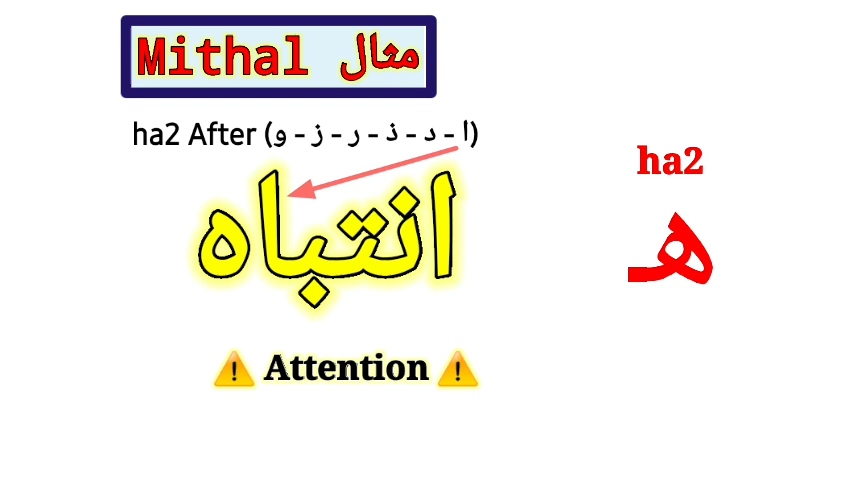 Mithal مثال
ha2 After (ا - د - ذ - ر - ز - و)
انتباه
⚠️ Attention ⚠️
ha2
هـ